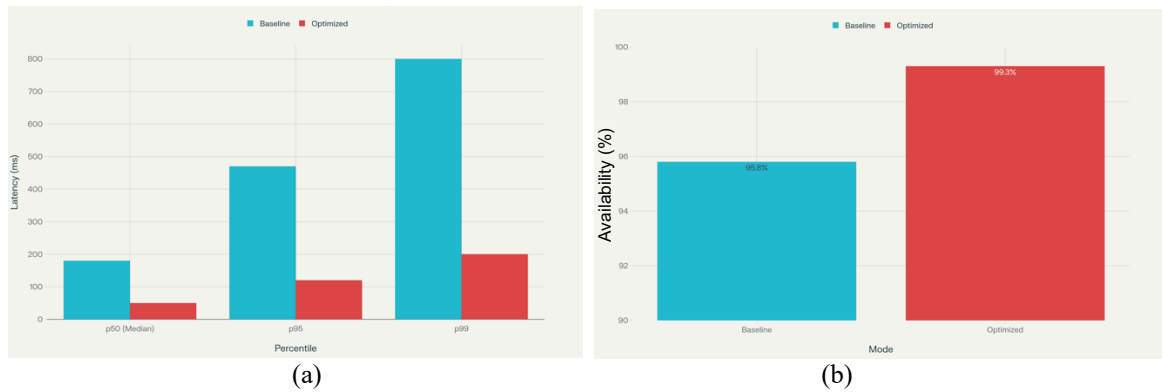 Baseline Optimized
800
700
600
500
400
300
200
100
0
Latency (ms)
p50 (Median) p95 p99
Percentile
(a)
Baseline Optimized
100
98
96
94
92
90
Availability (%)
95.8%
99.3%
Baseline Optimized
Mode
(b)